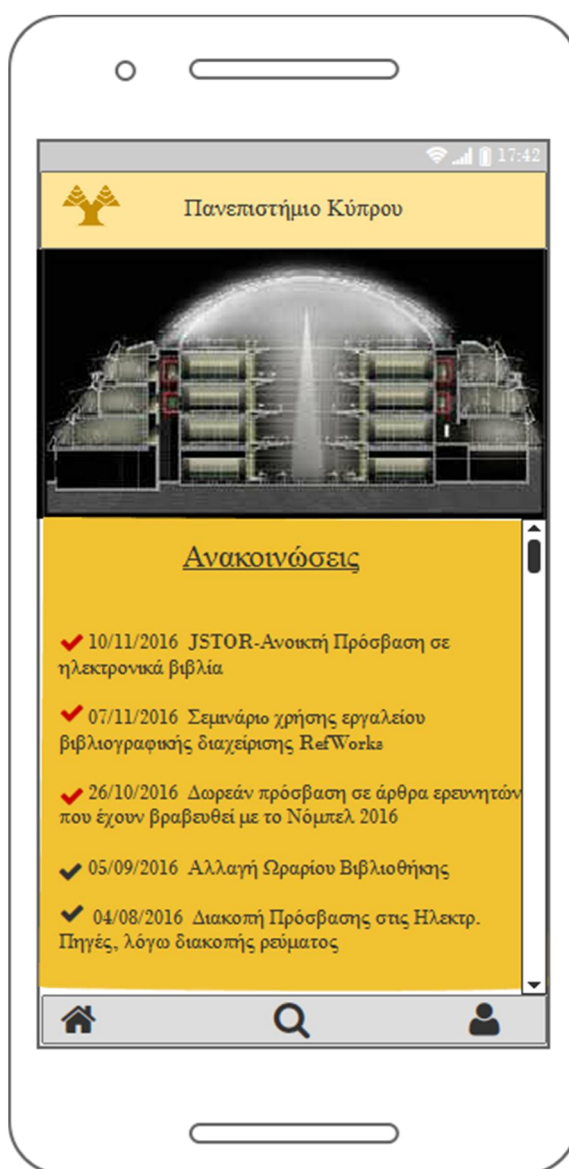 17:42
Πανεπιστήμιο Κύπρου
Ανακοινώσεις
10/11/2016 JSTOR-Ανοικτή Πρόσβαση σε
ηλεκτρονικά βιβλία
07/11/2016 Σεμινάριο χρήσης εργαλείου
βιβλιογραφικής διαχείρισης RefWorks
26/10/2016 Δωρεάν πρόσβαση σε άρθρα ερευνητών
που έχουν βραβευθεί με το Νόμπελ 2016
05/09/2016 Αλλαγή Ωραρίου Βιβλιοθήκης
04/08/2016 Διακοπή Πρόσβασης στις Ηλεκτρ.
Πηγές, λόγω διακοπής ρεύματος